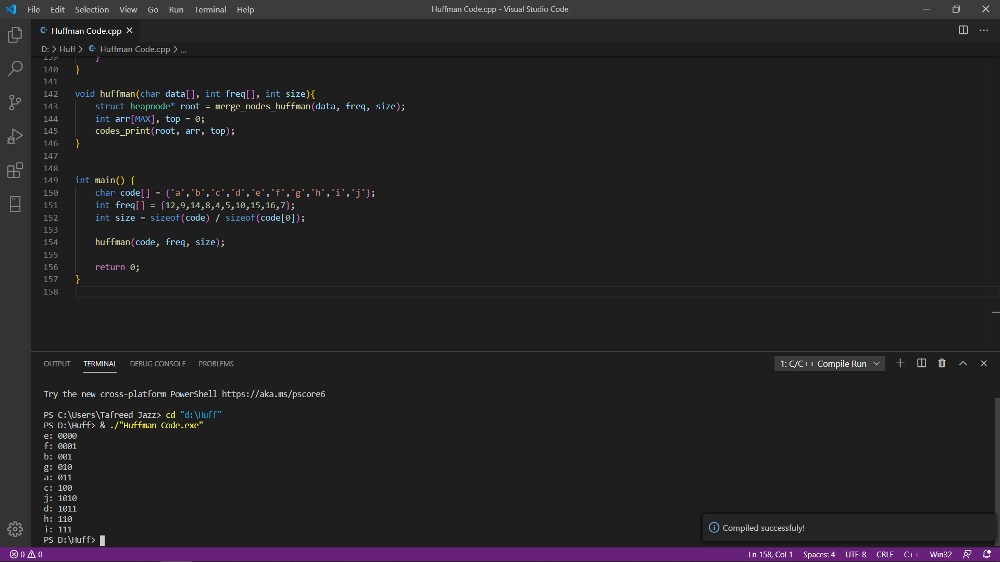 File Edit Selection View Go Run Terminal Help
Huffman Code.cpp - Visual Studio Code
Huffman Code.cpp
D: > Huff > Huffman Code.cpp > ...
139     }
140 }
141
142 void huffman(char data[], int freq[], int size){
143     struct heapnode* root = merge_nodes_huffman(data, freq, size);
144     int arr[MAX], top = 0;
145     codes_print(root, arr, top);
146 }
147
148
149 int main() {
150     char code[] = {'a','b','c','d','e','f','g','h','i','j'};
151     int freq[] = {12,9,14,8,4,5,10,15,16,7};
152     int size = sizeof(code) / sizeof(code[0]);
153
154     huffman(code, freq, size);
155
156     return 0;
157 }
158
OUTPUT TERMINAL DEBUG CONSOLE PROBLEMS
1: C/C++ Compile Run
Try the new cross-platform PowerShell https://aka.ms/pscore6
PS C:\Users\Tafreed Jazz> cd "d:\Huff"
PS D:\Huff> & ./"Huffman Code.exe"
e: 0000
f: 0001
b: 001
g: 010
a: 011
c: 100
j: 1010
d: 1011
h: 110
i: 111
PS D:\Huff>
Compiled successfuly!
0 0
Ln 158, Col 1 Spaces: 4 UTF-8 CRLF C++ Win32